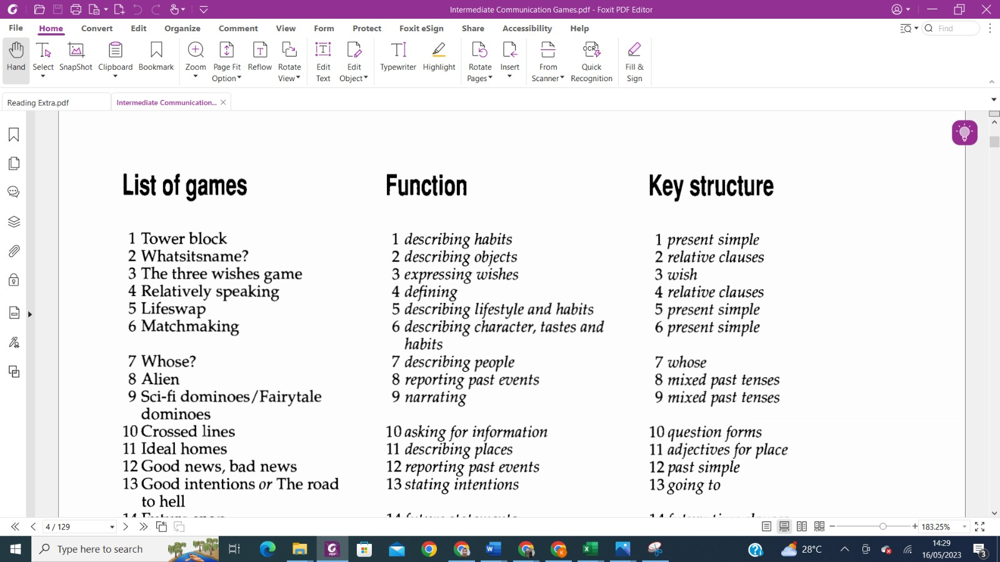 Intermediate Communication Games.pdf - Foxit PDF Editor
File Home Convert Edit Organize Comment View Form Protect Foxit eSign Share Accessibility Help
Find
Hand Select SnapShot Clipboard Bookmark Zoom Page Fit Option Reflow Rotate View Edit Text Edit Object Typewriter Highlight Rotate Pages Insert From Scanner OCR Quick Recognition Fill & Sign
Reading Extra.pdf Intermediate Communication...
List of games
1 Tower block
2 Whatsitsname?
3 The three wishes game
4 Relatively speaking
5 Lifeswap
6 Matchmaking
7 Whose?
8 Alien
9 Sci-fi dominoes/Fairytale
dominoes
10 Crossed lines
11 Ideal homes
12 Good news, bad news
13 Good intentions or The road
to hell
Function
1 describing habits
2 describing objects
3 expressing wishes
4 defining
5 describing lifestyle and habits
6 describing character, tastes and
habits
7 describing people
8 reporting past events
9 narrating
10 asking for information
11 describing places
12 reporting past events
13 stating intentions
Key structure
1 present simple
2 relative clauses
3 wish
4 relative clauses
5 present simple
6 present simple
7 whose
8 mixed past tenses
9 mixed past tenses
10 question forms
11 adjectives for place
12 past simple
13 going to
4 / 129
183.25%
Type here to search
28°C
14:29
16/05/2023
3